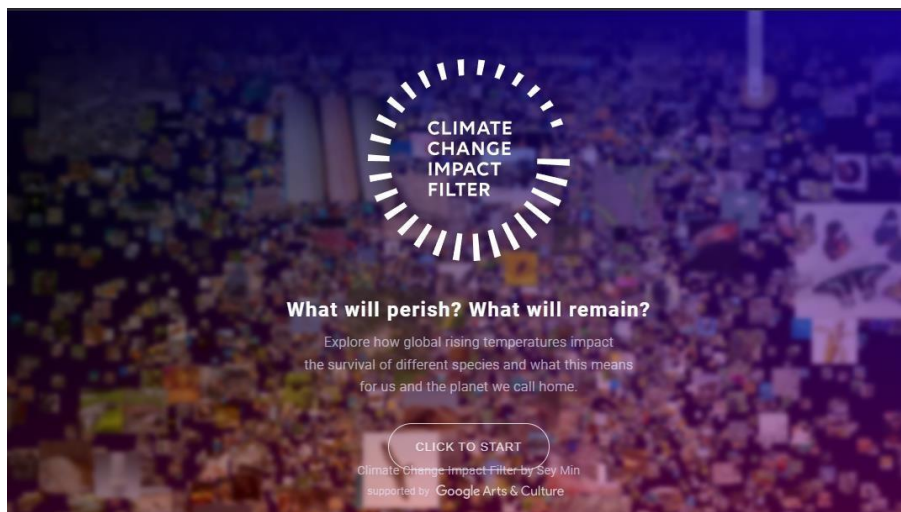 CLIMATE
CHANGE
IMPACT
FILTER
What will perish? What will remain?
Explore how global rising temperatures impact
the survival of different species and what this means
for us and the planet we call home.
CLICK TO START
Climate Change Impact Filter by Sey Min
supported by Google Arts & Culture